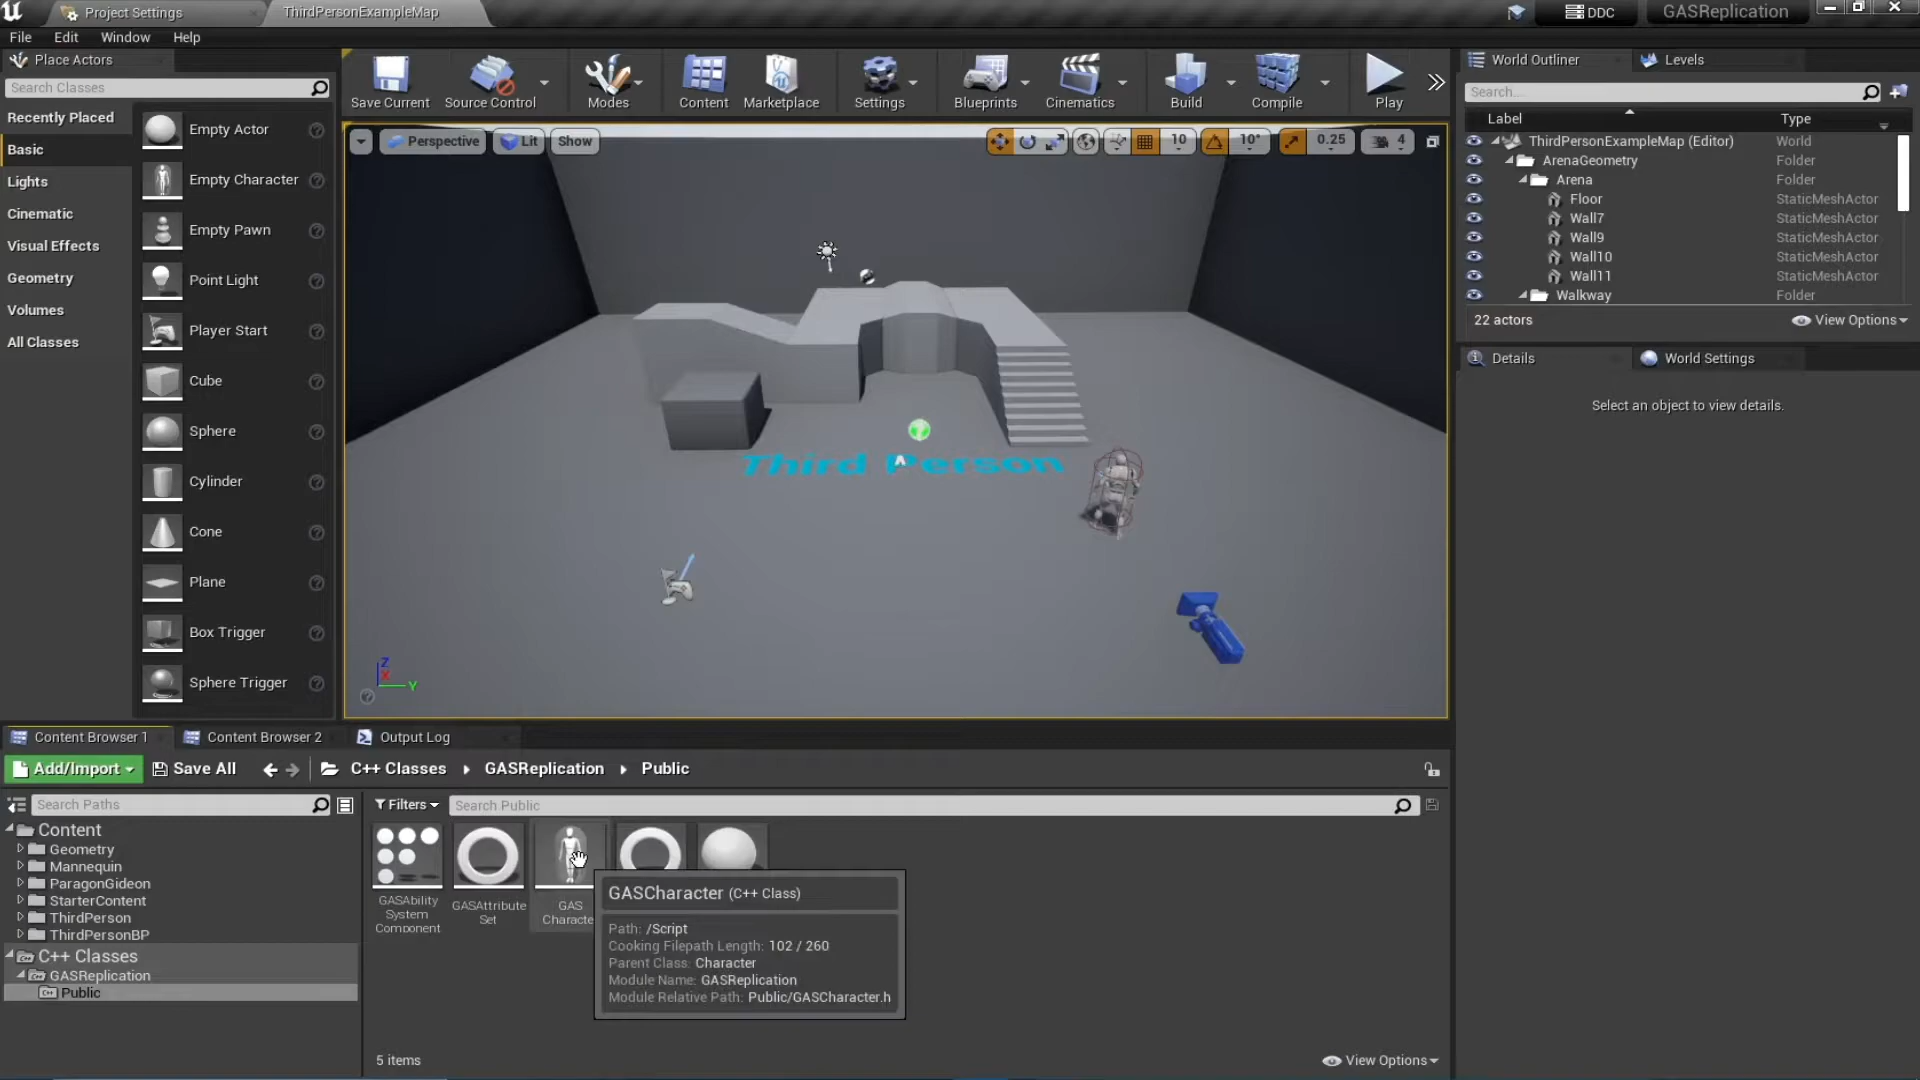 Project Settings
ThirdPersonExampleMap
DDC
GASReplication
File Edit Window Help
Place Actors
Search Classes
Recently Placed
Basic
Lights
Cinematic
Visual Effects
Geometry
Volumes
All Classes
Empty Actor
Empty Character
Empty Pawn
Point Light
Player Start
Cube
Sphere
Cylinder
Cone
Plane
Box Trigger
Sphere Trigger
Save Current
Source Control
Modes
Content
Marketplace
Settings
Blueprints
Cinematics
Build
Compile
Play
Perspective
Lit
Show
10
10°
0.25
4
Third Person
Z
X
Y
World Outliner
Levels
Search...
Label Type
ThirdPersonExampleMap (Editor) World
ArenaGeometry Folder
Arena Folder
Floor StaticMeshActor
Wall7 StaticMeshActor
Wall9 StaticMeshActor
Wall10 StaticMeshActor
Wall11 StaticMeshActor
Walkway Folder
22 actors
View Options
Details
World Settings
Select an object to view details.
Content Browser 1
Content Browser 2
Output Log
Add/Import
Save All
C++ Classes
GASReplication
Public
Search Paths
Filters
Search Public
Content
Geometry
Mannequin
ParagonGideon
StarterContent
ThirdPerson
ThirdPersonBP
C++ Classes
GASReplication
Public
GASAbility
System
Component
GASAttribute
Set
GAS
Characte
GASCharacter (C++ Class)
Path: /Script
Cooking Filepath Length: 102 / 260
Parent Class: Character
Module Name: GASReplication
Module Relative Path: Public/GASCharacter.h
5 items
View Options